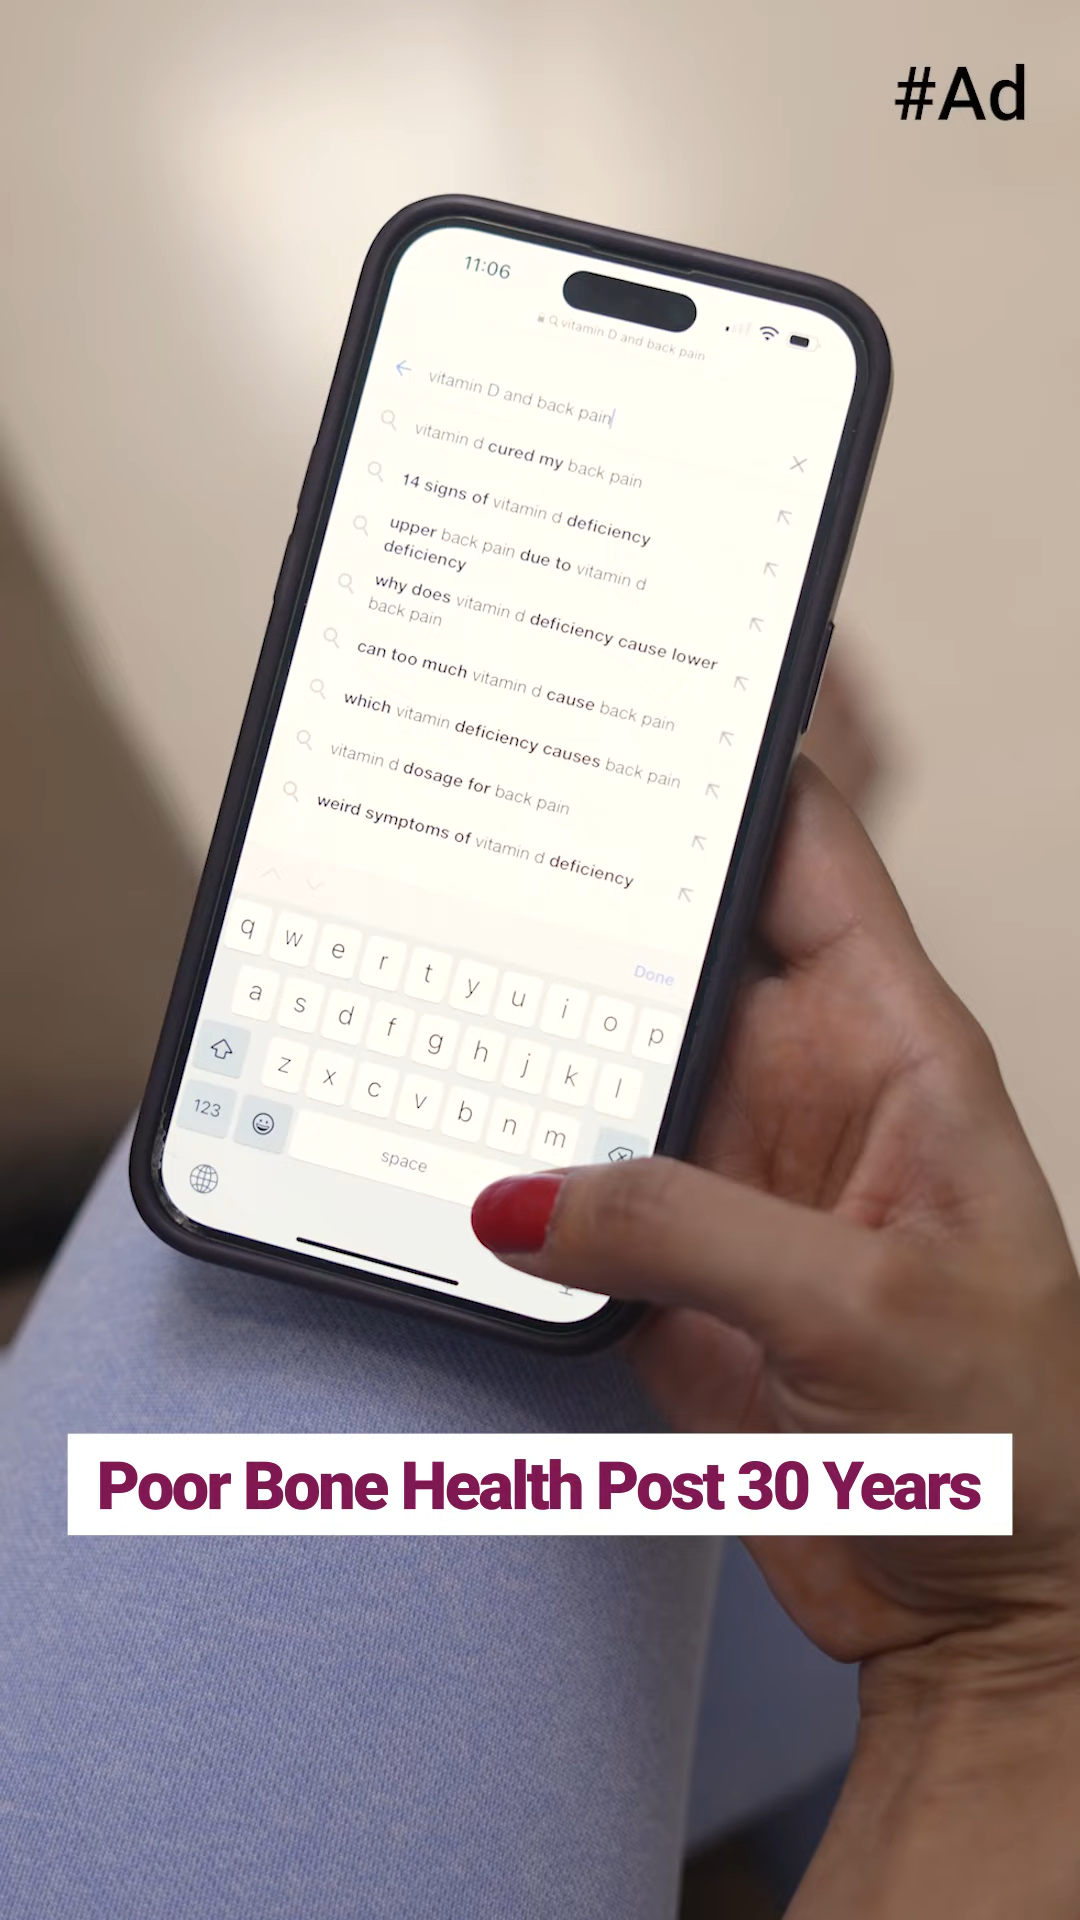 #Ad
11:06
vitamin D and back pain
vitamin D and back pain
vitamin d cured my back pain
14 signs of vitamin d deficiency
upper back pain due to vitamin d
deficiency
why does vitamin d deficiency cause lower
back pain
can too much vitamin d cause back pain
which vitamin deficiency causes back pain
vitamin d dosage for back pain
weird symptoms of vitamin d deficiency
Done
q w e r t y u i o p
a s d f g h j k l
z x c v b n m
123
space
Poor Bone Health Post 30 Years